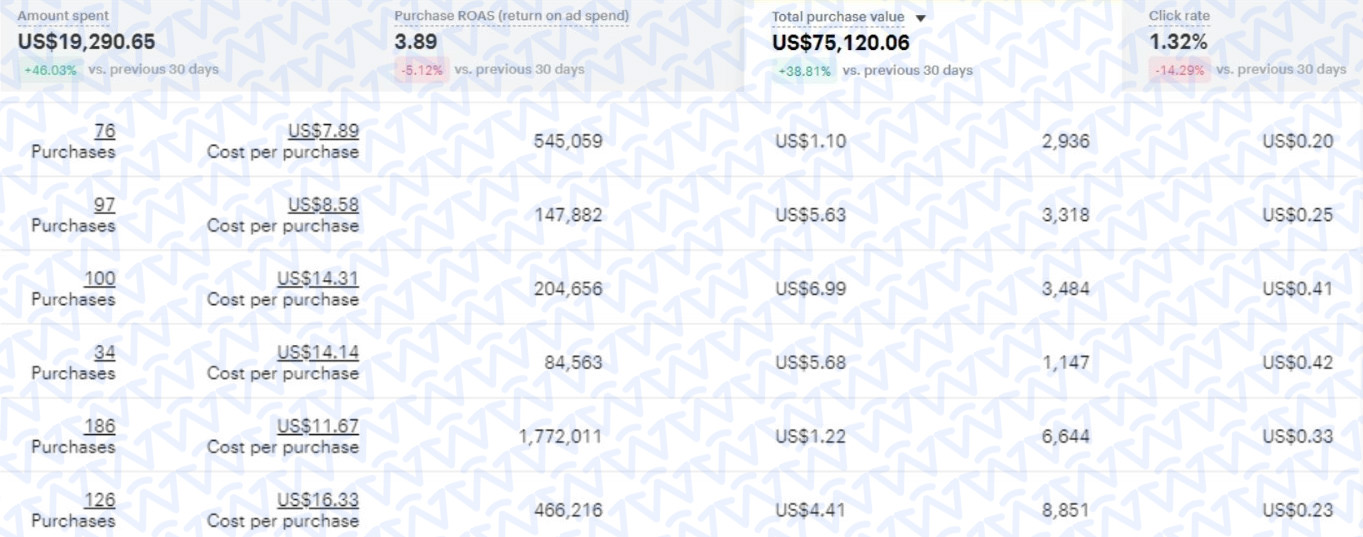 Amount spent Purchase ROAS (return on ad spend) Total purchase value ▼ Click rate
US$19,290.65 3.89 US$75,120.06 1.32%
+46.03% vs. previous 30 days -5.12% vs. previous 30 days +38.81% vs. previous 30 days -14.29% vs. previous 30 days
76 US$7.89
Purchases Cost per purchase 545,059 US$1.10 2,936 US$0.20
97 US$8.58
Purchases Cost per purchase 147,882 US$5.63 3,318 US$0.25
100 US$14.31
Purchases Cost per purchase 204,656 US$6.99 3,484 US$0.41
34 US$14.14
Purchases Cost per purchase 84,563 US$5.68 1,147 US$0.42
186 US$11.67
Purchases Cost per purchase 1,772,011 US$1.22 6,644 US$0.33
126 US$16.33
Purchases Cost per purchase 466,216 US$4.41 8,851 US$0.23